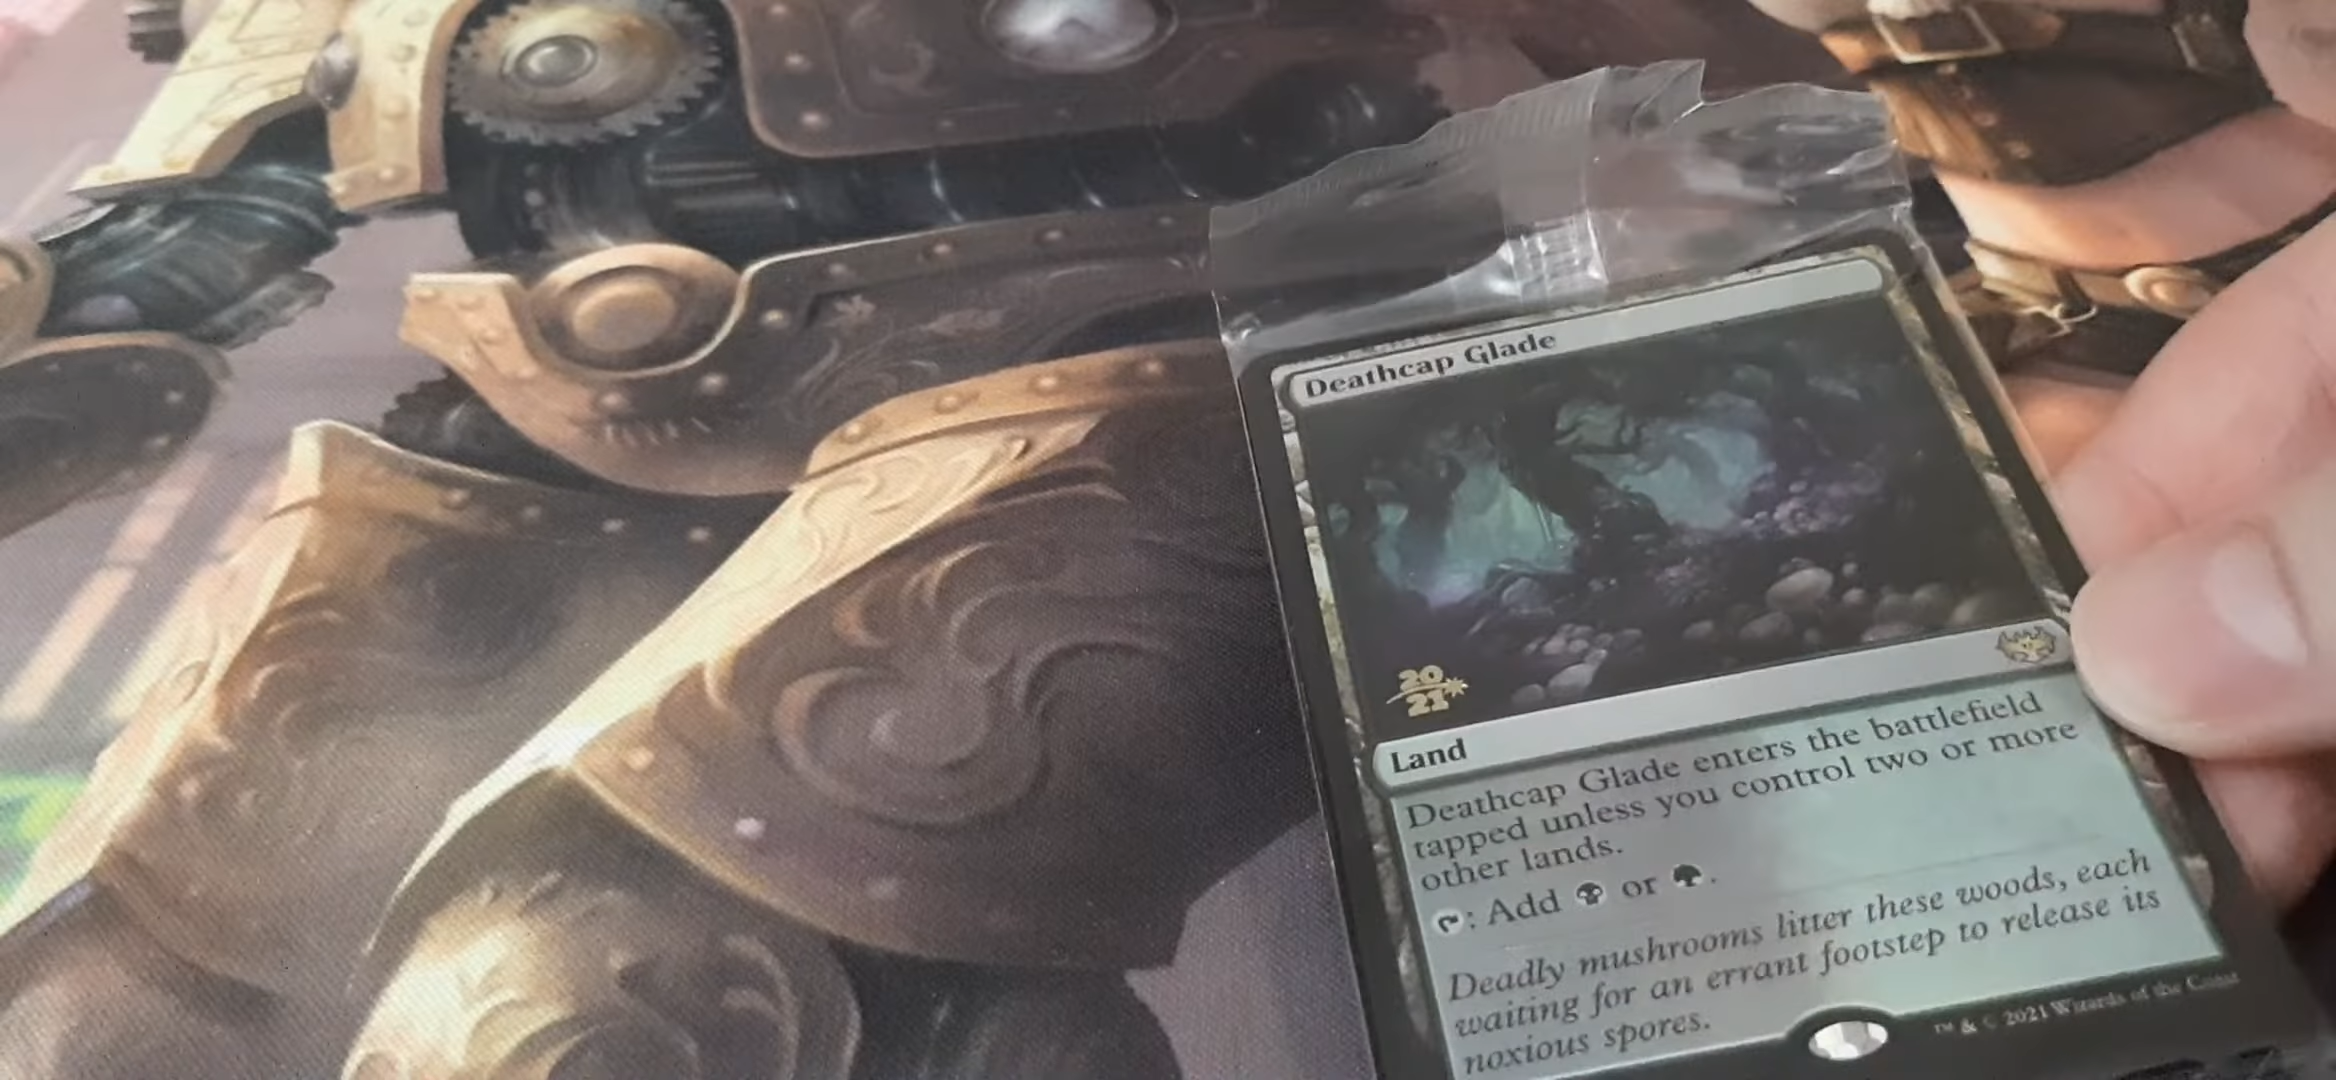 Deathcap Glade
20
21
Land
Deathcap Glade enters the battlefield
tapped unless you control two or more
other lands.
: Add or .
Deadly mushrooms litter these woods, each
waiting for an errant footstep to release its
noxious spores.
™ & © 2021 Wizards of the Coast